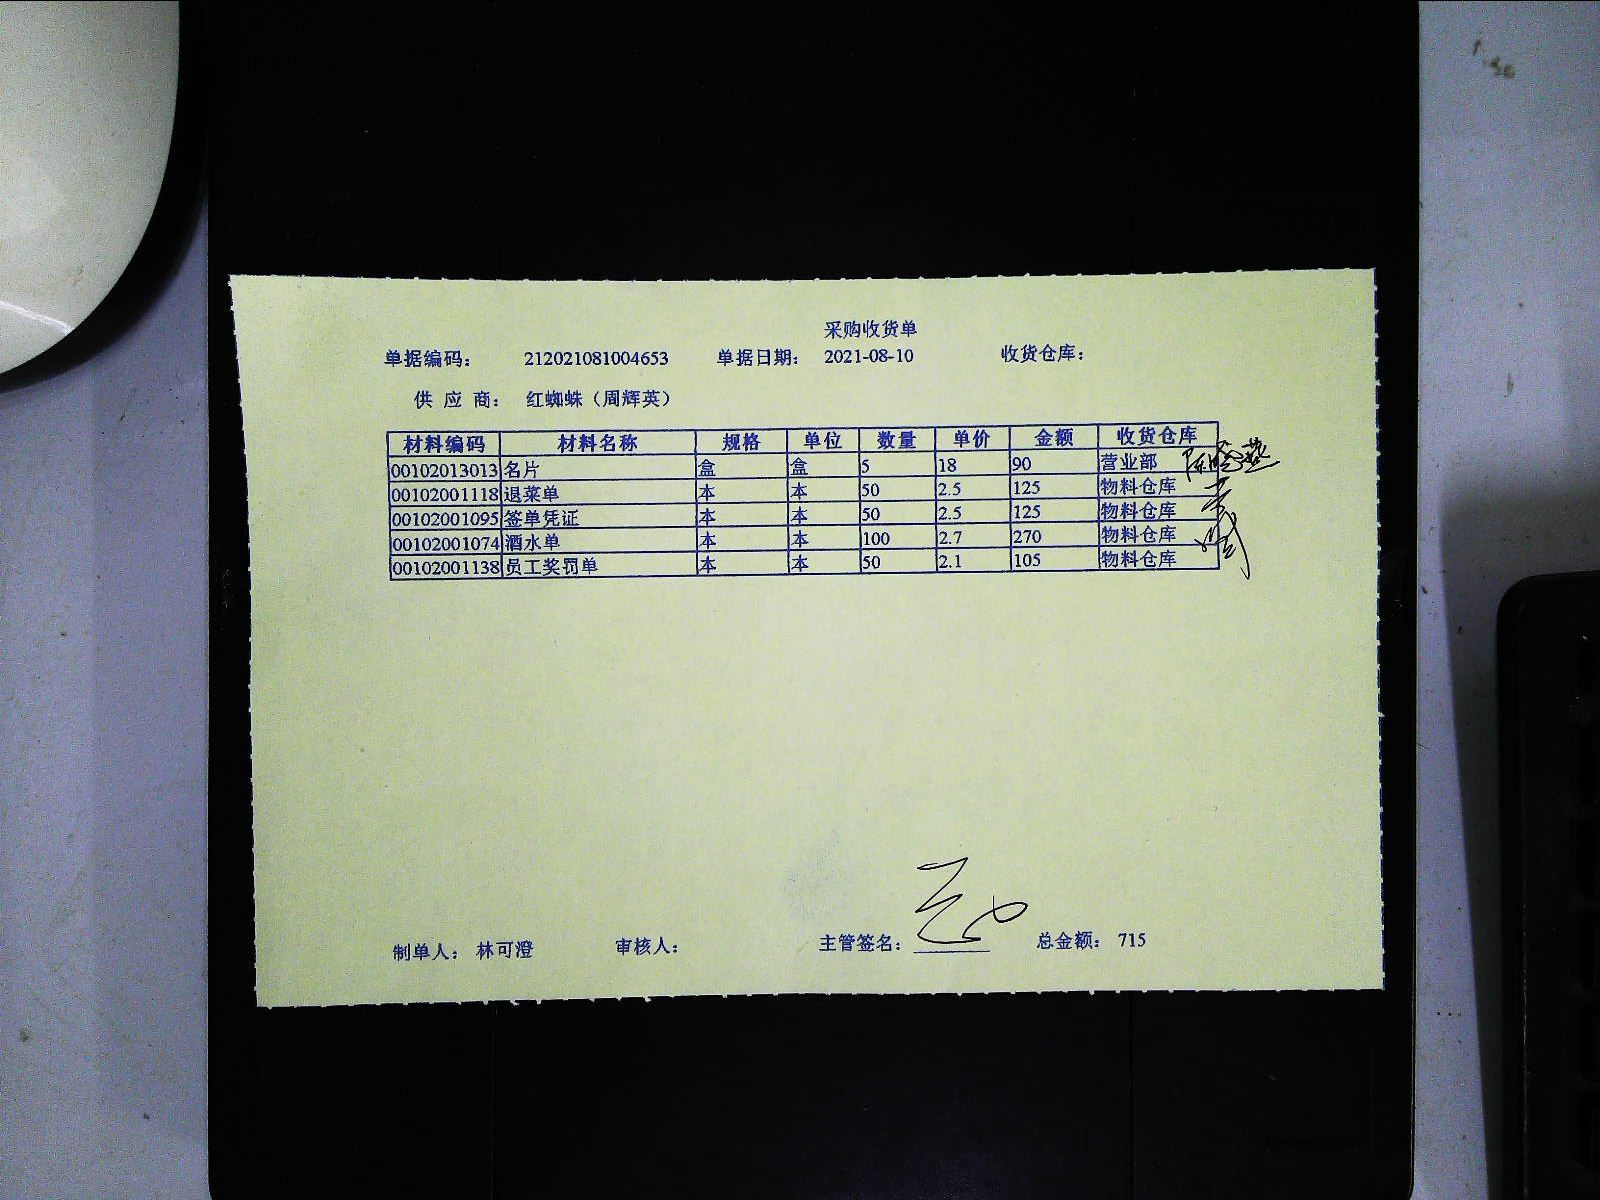 采购收货单
单据编码： 212021081004653 单据日期： 2021-08-10 收货仓库：
供 应 商： 红蜘蛛（周辉英）
材料编码 材料名称 规格 单位 数量 单价 金额 收货仓库
00102013013 名片 盒 盒 5 18 90 营业部
00102001118 退菜单 本 本 50 2.5 125 物料仓库
00102001095 签单凭证 本 本 50 2.5 125 物料仓库
00102001074 酒水单 本 本 100 2.7 270 物料仓库
00102001138 员工奖罚单 本 本 50 2.1 105 物料仓库
制单人： 林可澄 审核人： 主管签名： 总金额： 715